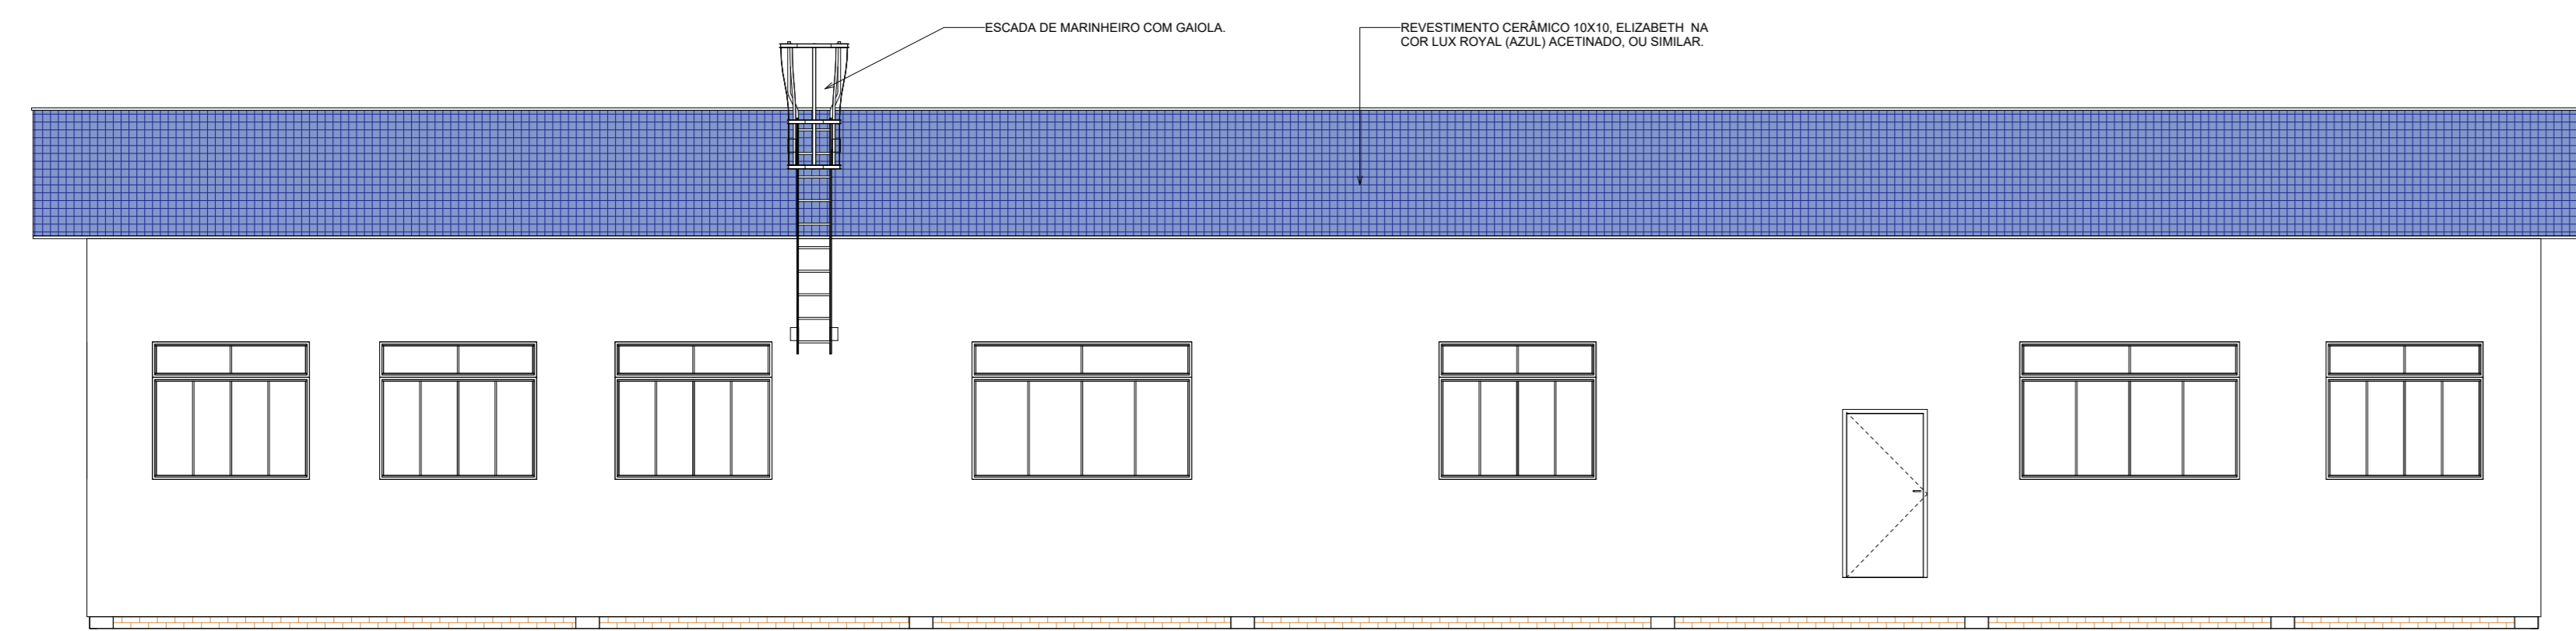 ESCADA DE MARINHEIRO COM GAIOLA.
REVESTIMENTO CERÂMICO 10X10, ELIZABETH NA
COR LUX ROYAL (AZUL) ACETINADO, OU SIMILAR.